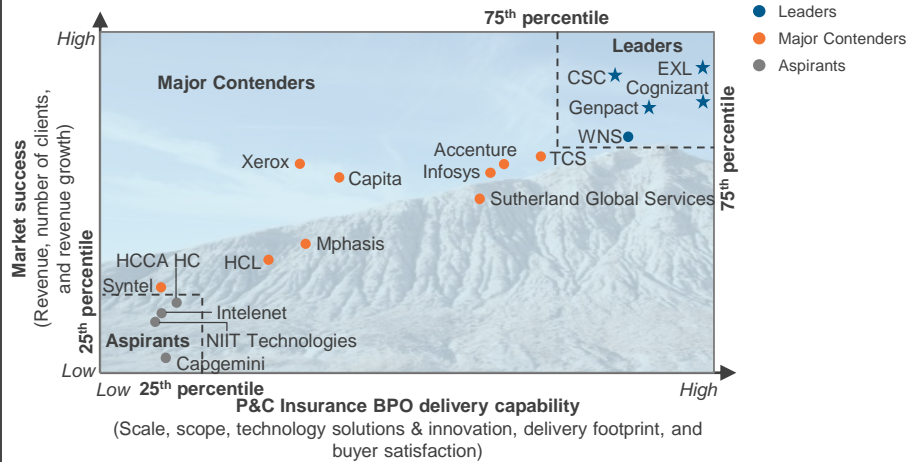 75th percentile
Leaders
Major Contenders
Aspirants
High
Leaders
Major Contenders
EXL
CSC
Cognizant
Genpact
WNS
Accenture
TCS
Xerox
Infosys
Capita
Sutherland Global Services
75th percentile
Market success
(Revenue, number of clients,
and revenue growth)
Mphasis
HCCA HC
HCL
Syntel
25th percentile
Intelenet
Aspirants
NIIT Technologies
Capgemini
Low
Low
25th percentile
High
P&C Insurance BPO delivery capability
(Scale, scope, technology solutions & innovation, delivery footprint, and
buyer satisfaction)